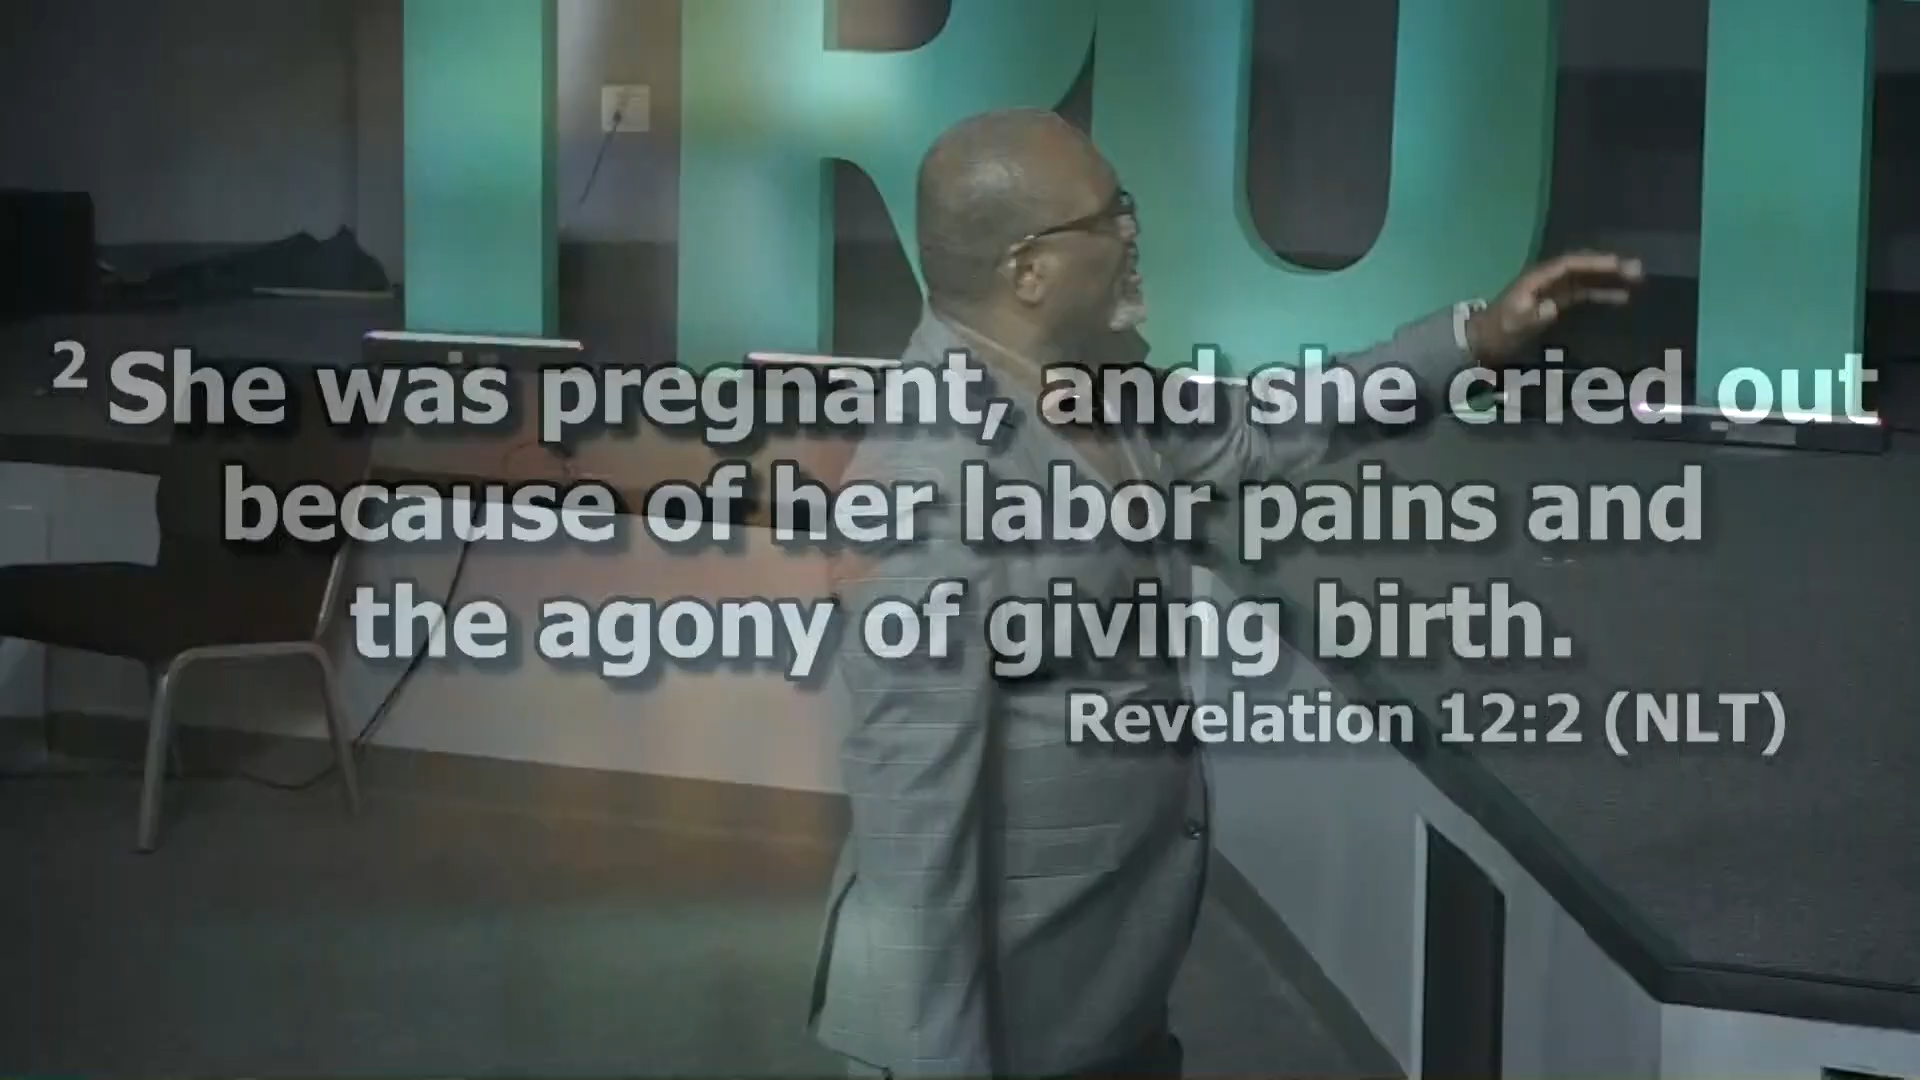 TRUT
2 She was pregnant, and she cried out
because of her labor pains and
the agony of giving birth.
Revelation 12:2 (NLT)